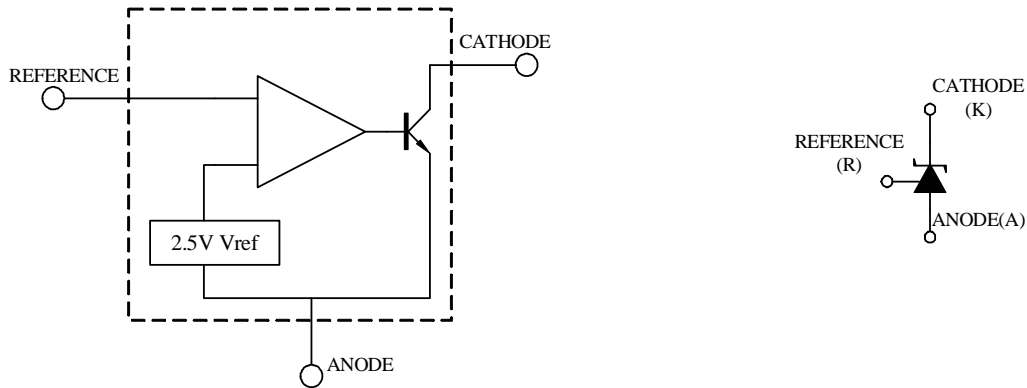 CATHODE
REFERENCE
2.5V Vref
ANODE
CATHODE
(K)
REFERENCE
(R)
ANODE(A)